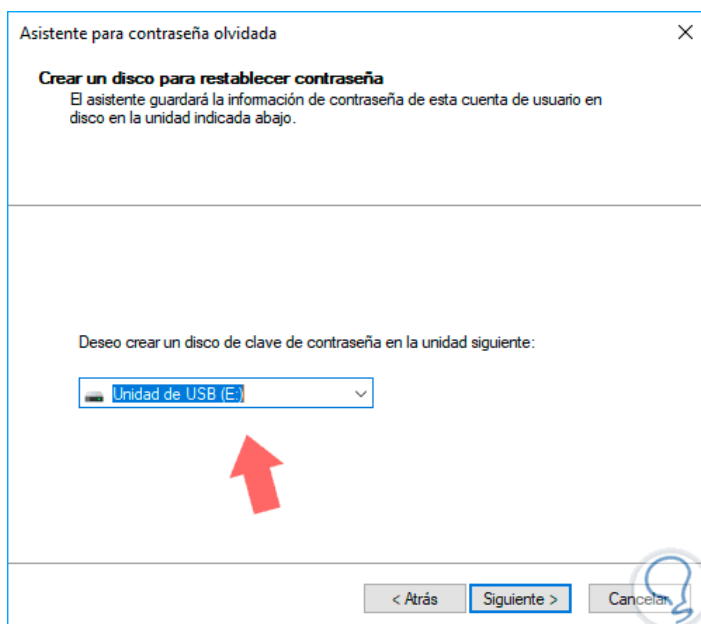 Asistente para contraseña olvidada
Crear un disco para restablecer contraseña
El asistente guardará la información de contraseña de esta cuenta de usuario en
disco en la unidad indicada abajo.
Deseo crear un disco de clave de contraseña en la unidad siguiente:
Unidad de USB (E:)
< Atrás
Siguiente >
Cancelar